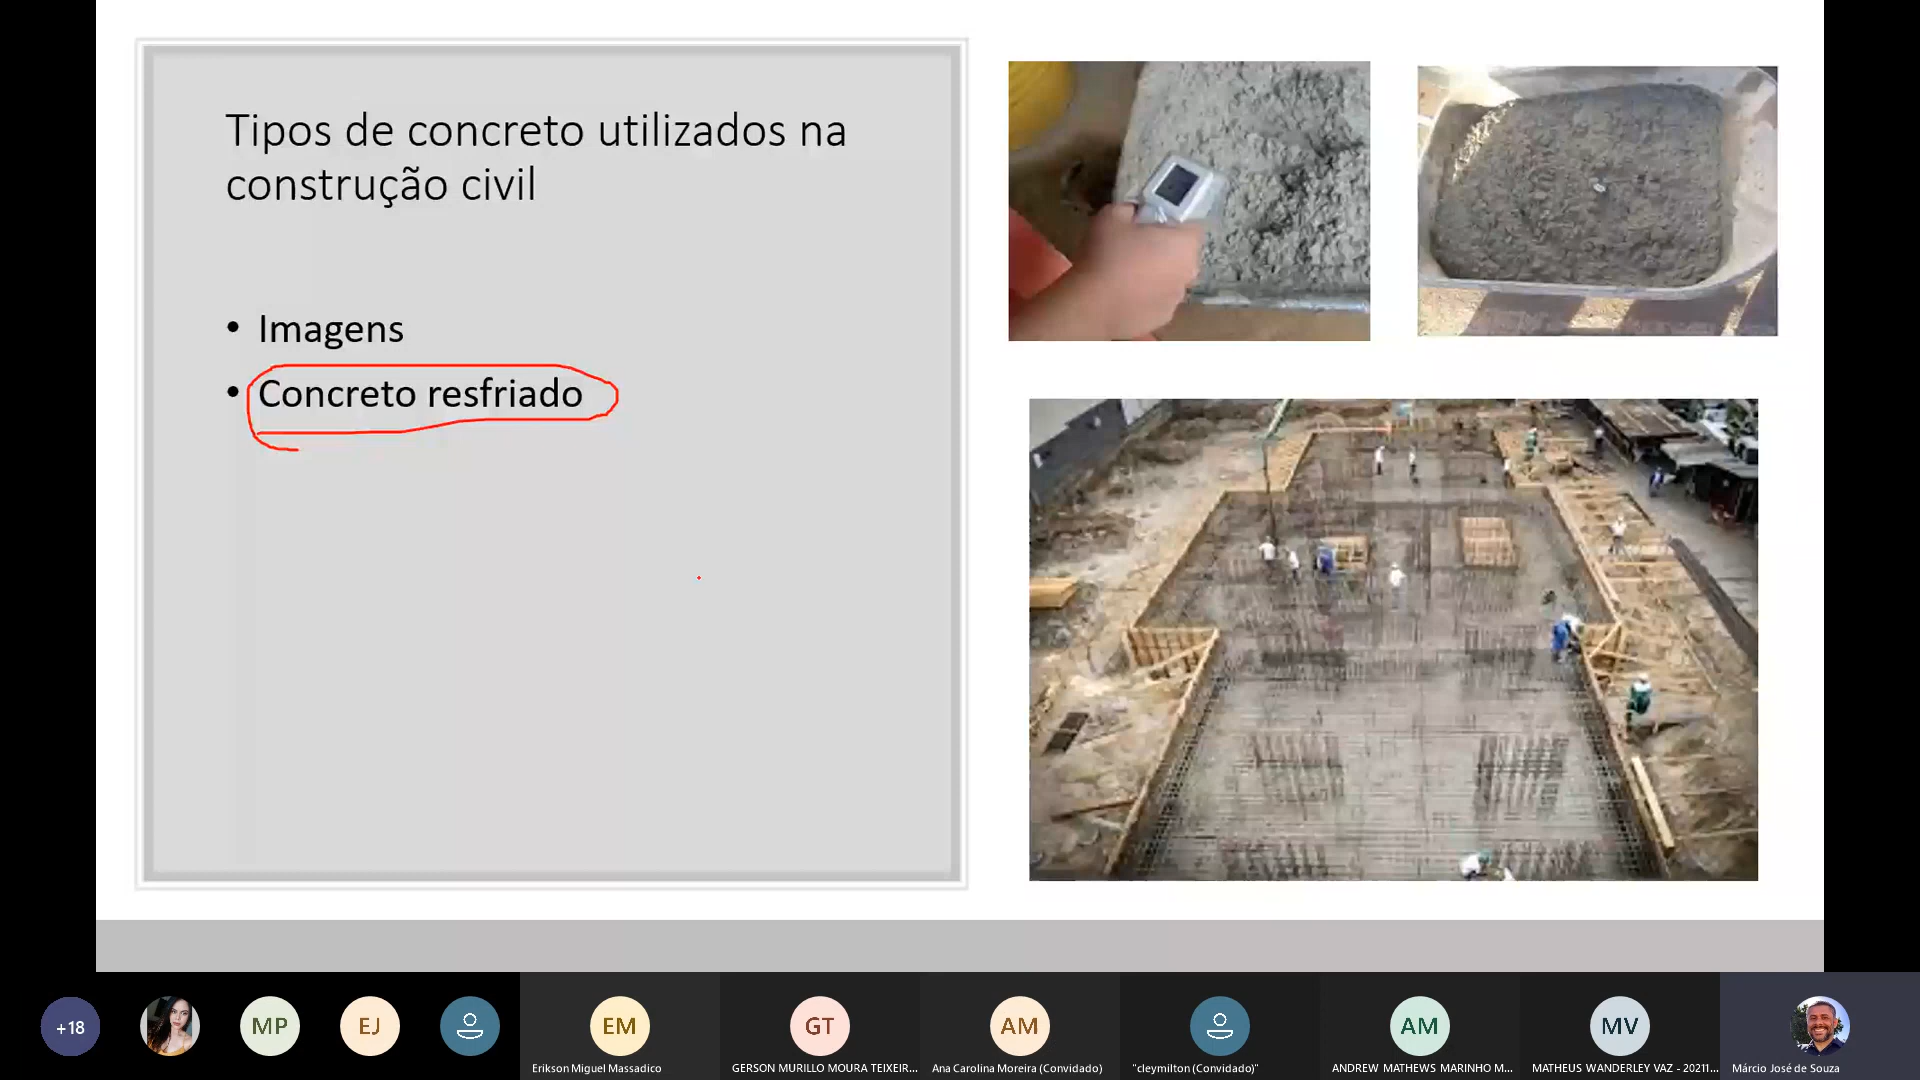 Tipos de concreto utilizados na
construção civil
• Imagens
• Concreto resfriado
+18
MP
EJ
EM
GT
AM
AM
MV
Erikson Miguel Massadico
GERSON MURILLO MOURA TEIXEIR...
Ana Carolina Moreira (Convidado)
"cleymilton (Convidado)"
ANDREW MATHEWS MARINHO M...
MATHEUS WANDERLEY VAZ - 20211...
Márcio José de Souza